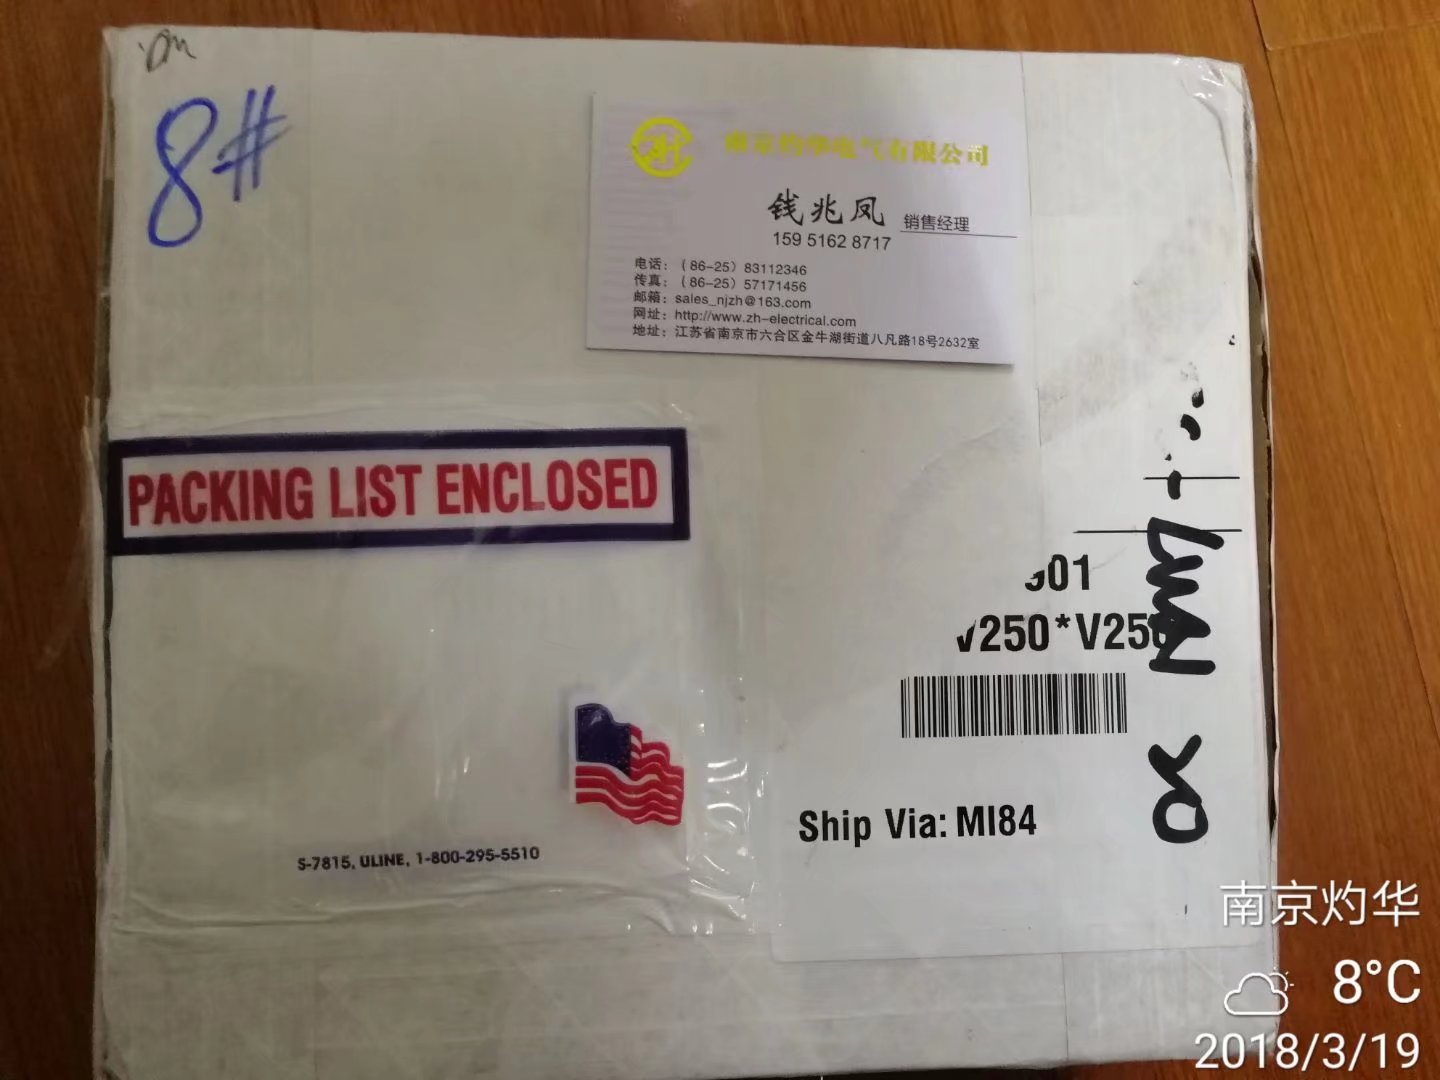 8#
南京灼华电气有限公司
钱兆凤 销售经理
159 5162 8717
电话：（86-25）83112346
传真：（86-25）57171456
邮箱：sales_njzh@163.com
网址：http://www.zh-electrical.com
地址：江苏省南京市六合区金牛湖街道八凡路18号2632室
PACKING LIST ENCLOSED
901
V250*V250
Ship Via: MI84
S-7815, ULINE, 1-800-295-5510
南京灼华
8°C
2018/3/19